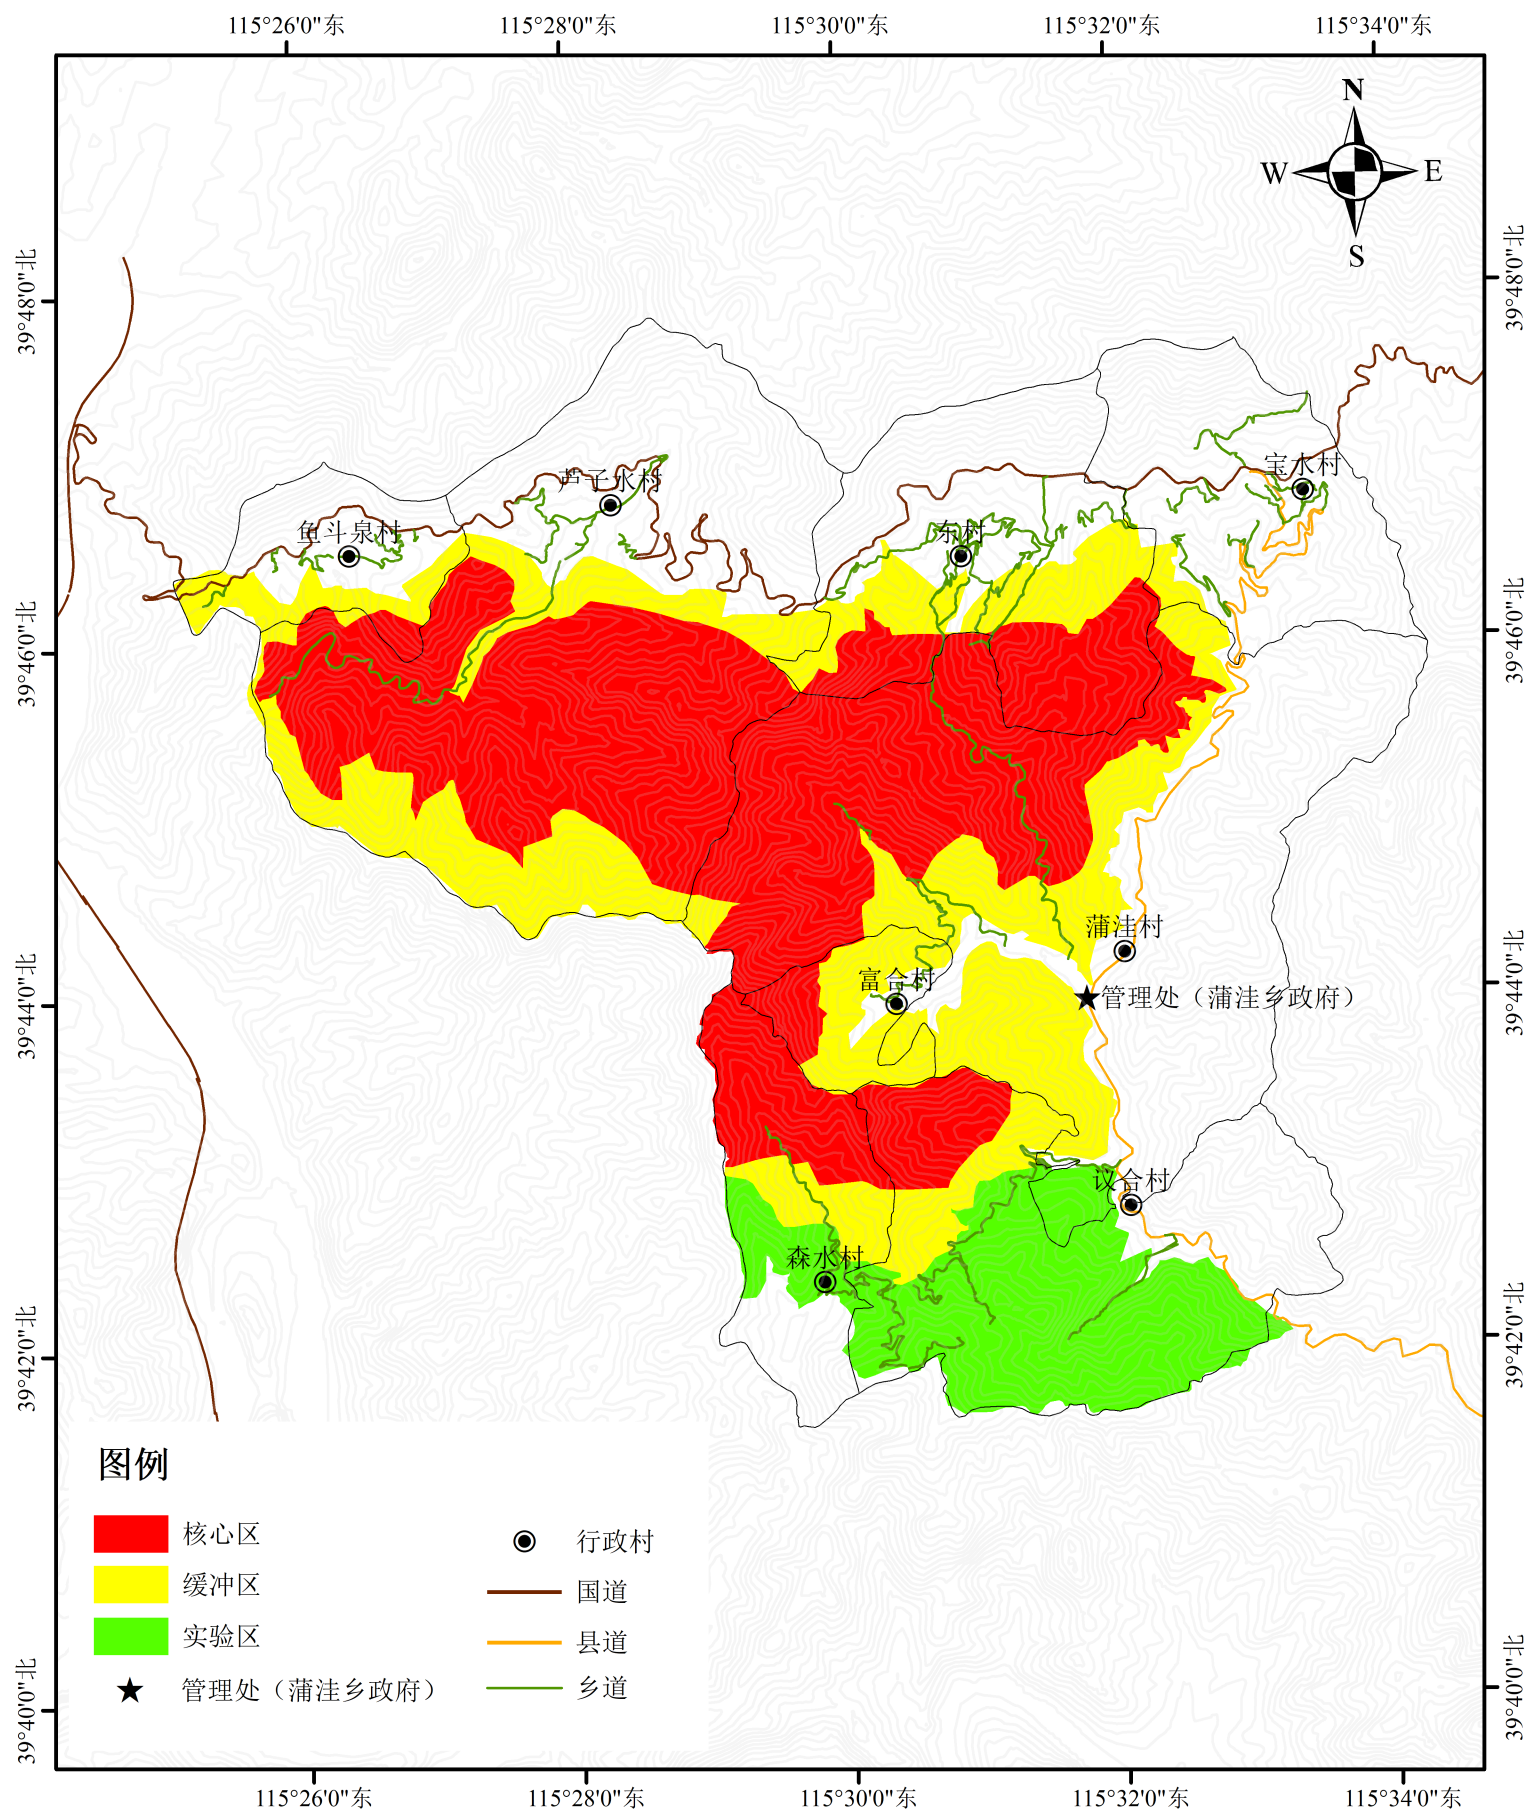 115°26'0"东
115°28'0"东
115°30'0"东
115°32'0"东
115°34'0"东
N
W
E
S
39°48'0"北
39°48'0"北
宝水村
芦子水村
鱼斗泉村
东村
39°46'0"北
39°46'0"北
蒲洼村
富合村
管理处（蒲洼乡政府）
39°44'0"北
39°44'0"北
议合村
森水村
39°42'0"北
39°42'0"北
图例
核心区
缓冲区
实验区
管理处（蒲洼乡政府）
行政村
国道
县道
乡道
39°40'0"北
39°40'0"北
115°26'0"东
115°28'0"东
115°30'0"东
115°32'0"东
115°34'0"东